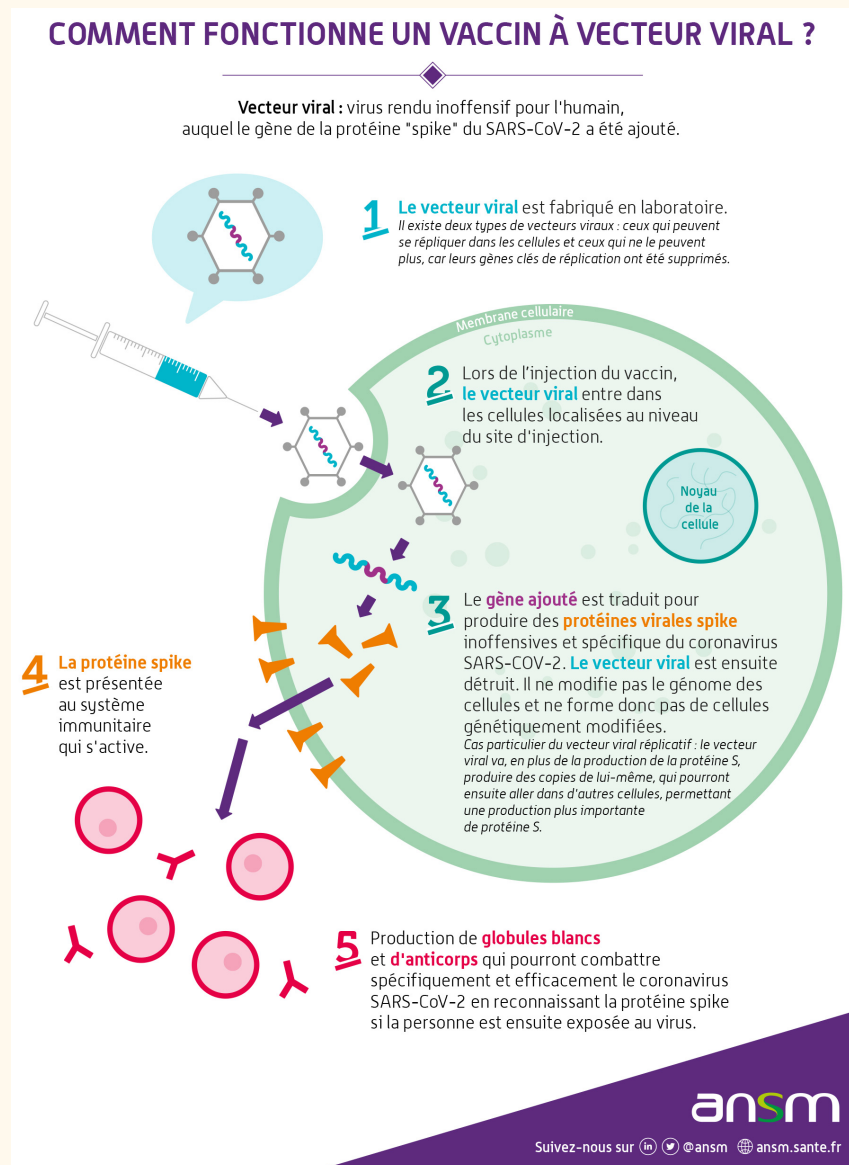 COMMENT FONCTIONNE UN VACCIN À VECTEUR VIRAL ?
Vecteur viral : virus rendu inoffensif pour l'humain,
auquel le gène de la protéine "spike" du SARS-CoV-2 a été ajouté.
1 Le vecteur viral est fabriqué en laboratoire.
Il existe deux types de vecteurs viraux : ceux qui peuvent
se répliquer dans les cellules et ceux qui ne le peuvent
plus, car leurs gènes clés de réplication ont été supprimés.
Membrane cellulaire
Cytoplasme
2 Lors de l'injection du vaccin,
le vecteur viral entre dans
les cellules localisées au niveau
du site d'injection.
Noyau
de la
cellule
3 Le gène ajouté est traduit pour
produire des protéines virales spike
inoffensives et spécifique du coronavirus
SARS-COV-2. Le vecteur viral est ensuite
détruit. Il ne modifie pas le génome des
cellules et ne forme donc pas de cellules
génétiquement modifiées.
Cas particulier du vecteur viral réplicatif : le vecteur
viral va, en plus de la production de la protéine S,
produire des copies de lui-même, qui pourront
ensuite aller dans d'autres cellules, permettant
une production plus importante
de protéine S.
4 La protéine spike
est présentée
au système
immunitaire
qui s'active.
5 Production de globules blancs
et d'anticorps qui pourront combattre
spécifiquement et efficacement le coronavirus
SARS-CoV-2 en reconnaissant la protéine spike
si la personne est ensuite exposée au virus.
ansm
Suivez-nous sur in @ansm ansm.sante.fr